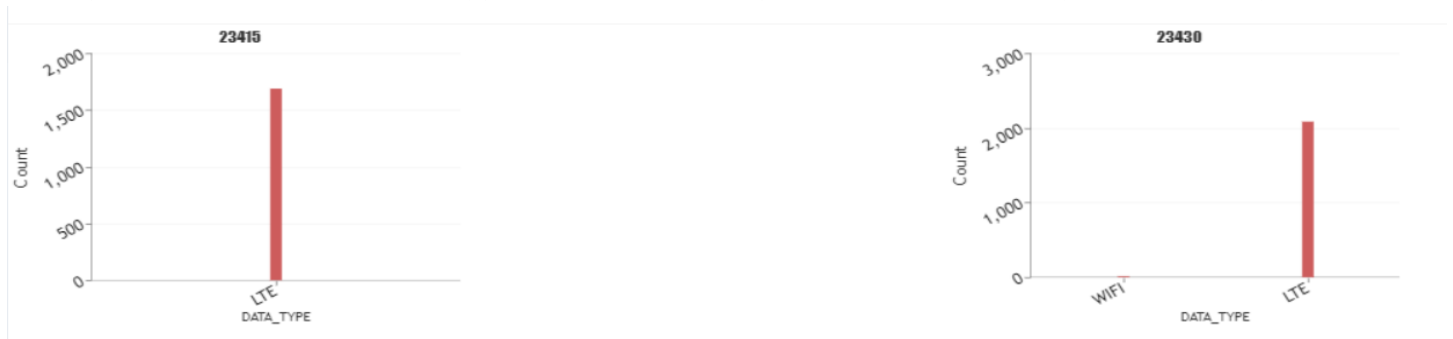 23415
2,000
1,500
1,000
500
0
Count
LTE
DATA_TYPE
23430
3,000
2,000
1,000
0
Count
WIFI
LTE
DATA_TYPE